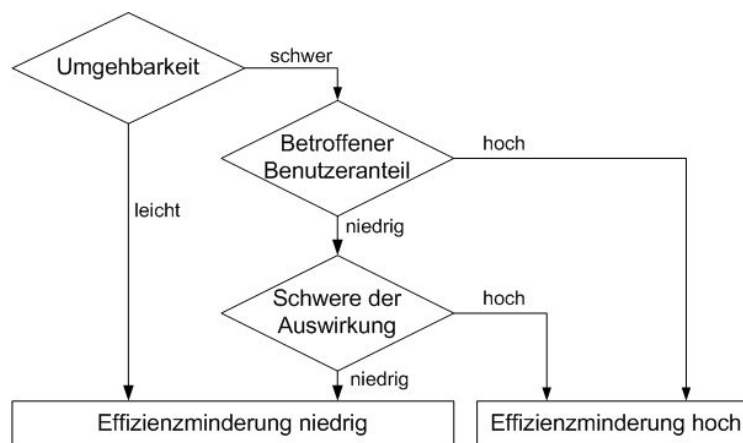 schwer
Umgehbarkeit
Betroffener
Benutzeranteil
hoch
leicht
niedrig
Schwere der
Auswirkung
hoch
niedrig
Effizienzminderung niedrig
Effizienzminderung hoch